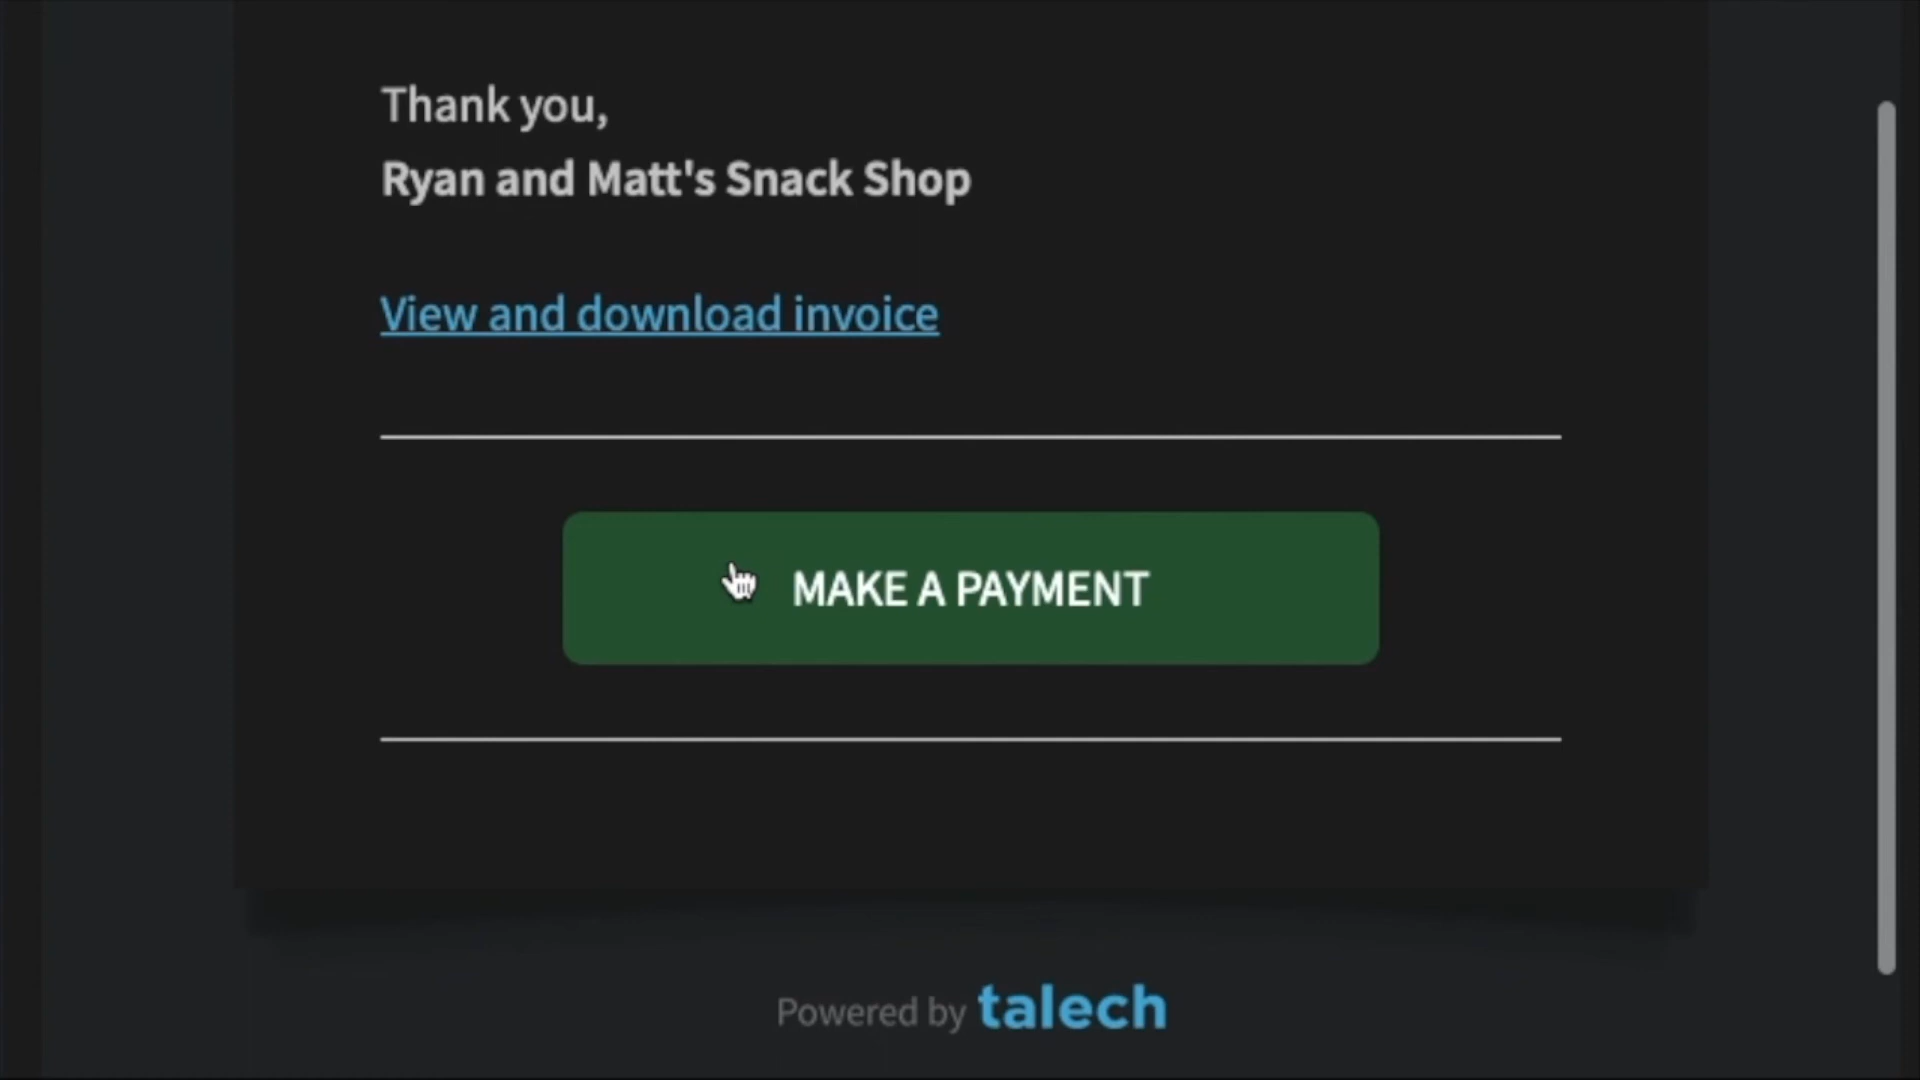 Thank you,
Ryan and Matt's Snack Shop
View and download invoice
MAKE A PAYMENT
Powered by talech